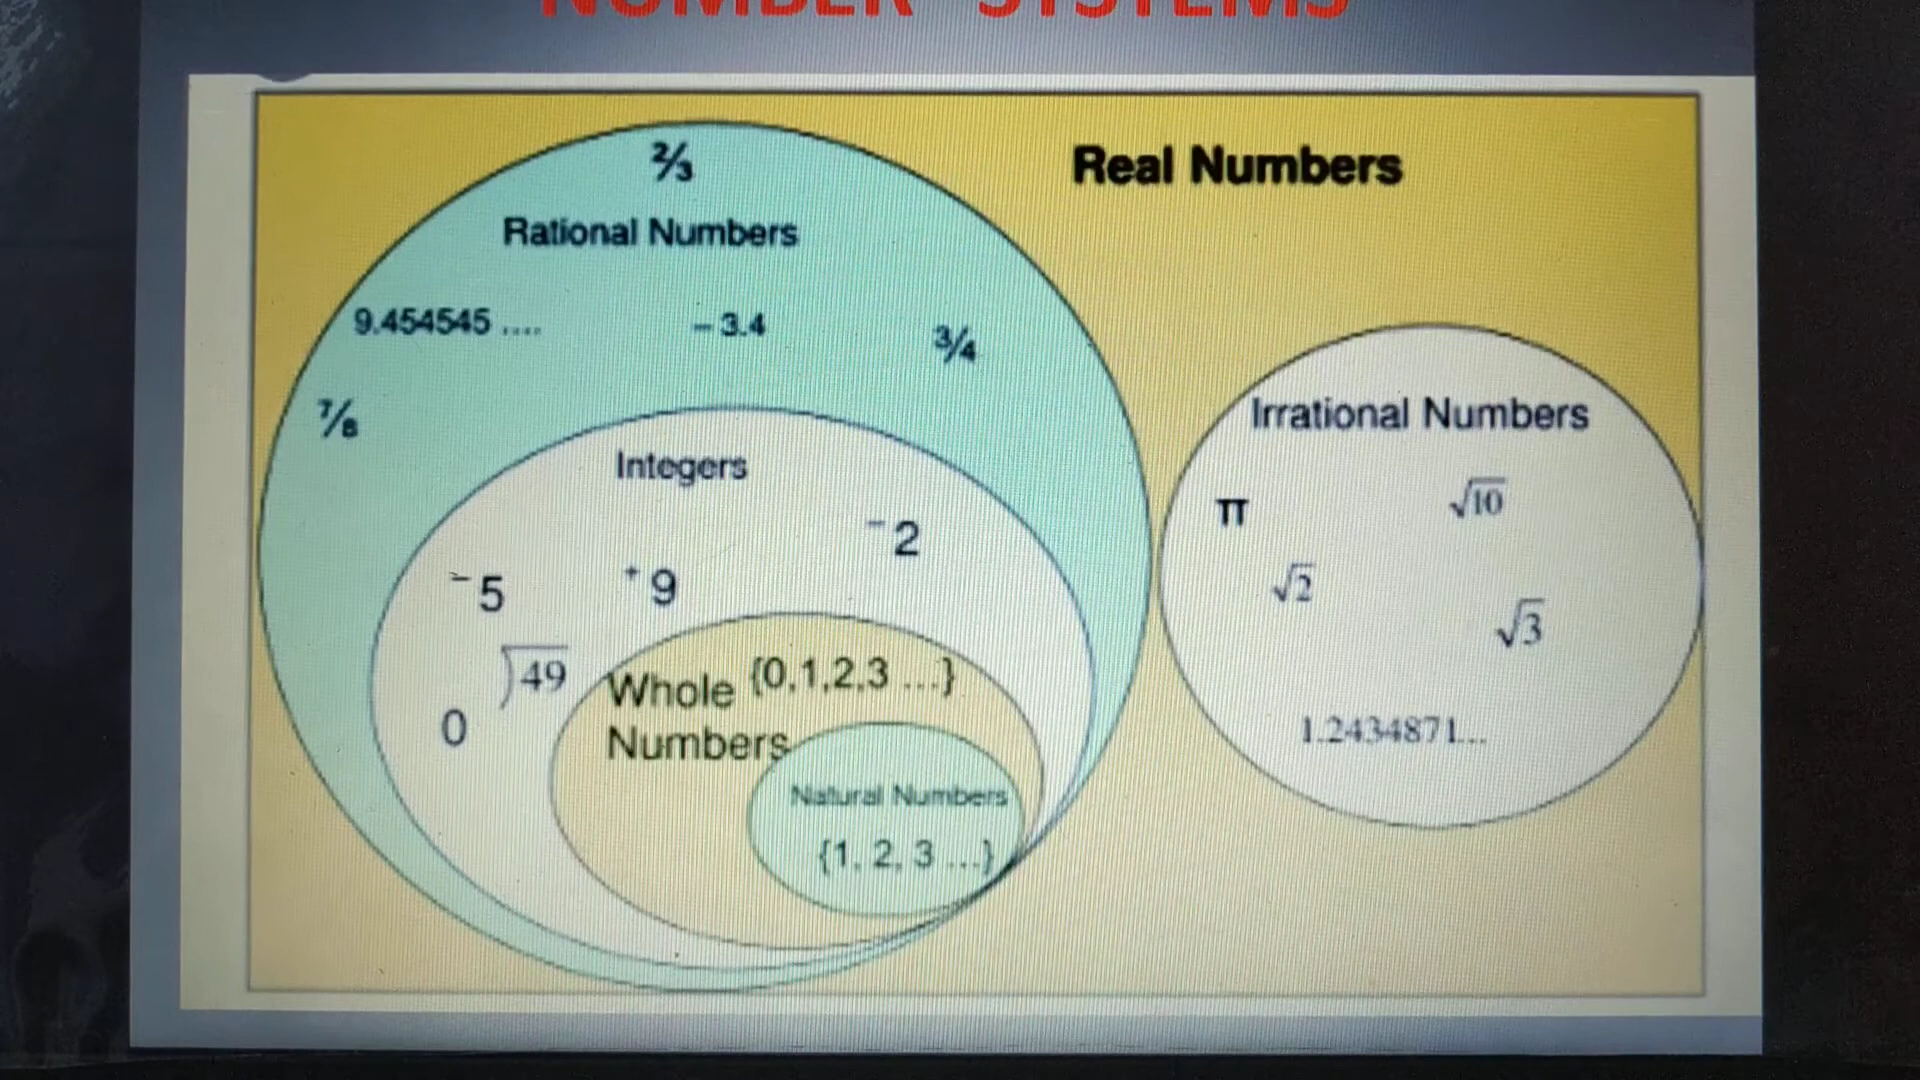 NUMBER SYSTEMS
⅔
Real Numbers
Rational Numbers
9.454545 ....
- 3.4
¾
⅞
Irrational Numbers
Integers
π
√10
⁻2
⁻5
⁺9
√2
√3
√49
Whole {0,1,2,3 ...}
Numbers
0
1.2434871...
Natural Numbers
{1, 2, 3 ...}